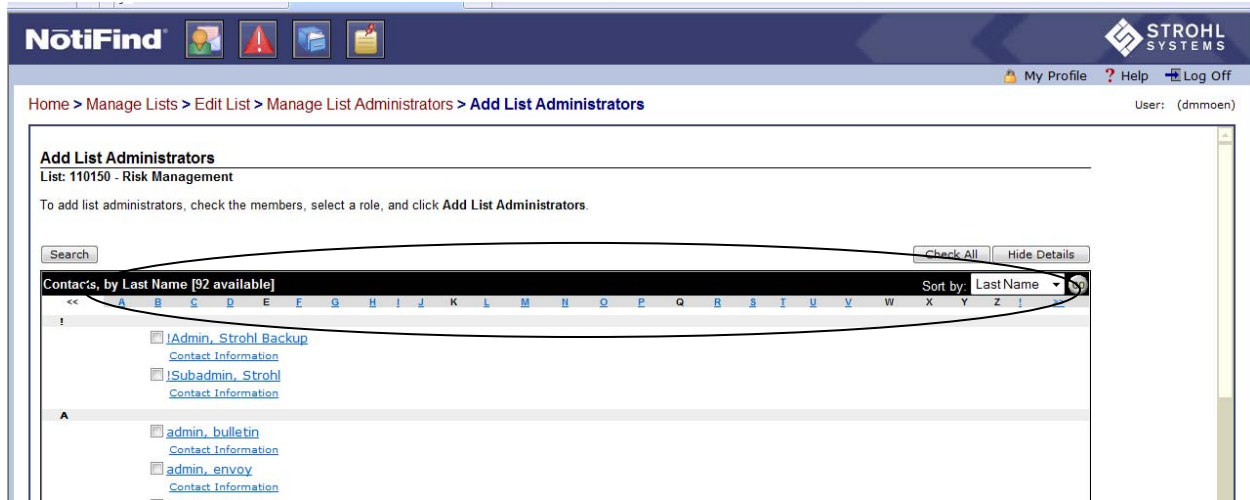 NōtiFind
STROHL
SYSTEMS
My Profile ? Help Log Off
Home > Manage Lists > Edit List > Manage List Administrators > Add List Administrators
User: (dmmoen)
Add List Administrators
List: 110150 - Risk Management
To add list administrators, check the members, select a role, and click Add List Administrators.
Search Check All Hide Details
Contacts, by Last Name [92 available] Sort by: Last Name
<< A B C D E F G H I J K L M N O P Q R S T U V W X Y Z ! >>
!
!Admin, Strohl Backup
Contact Information
!Subadmin, Strohl
Contact Information
A
admin, bulletin
Contact Information
admin, envoy
Contact Information